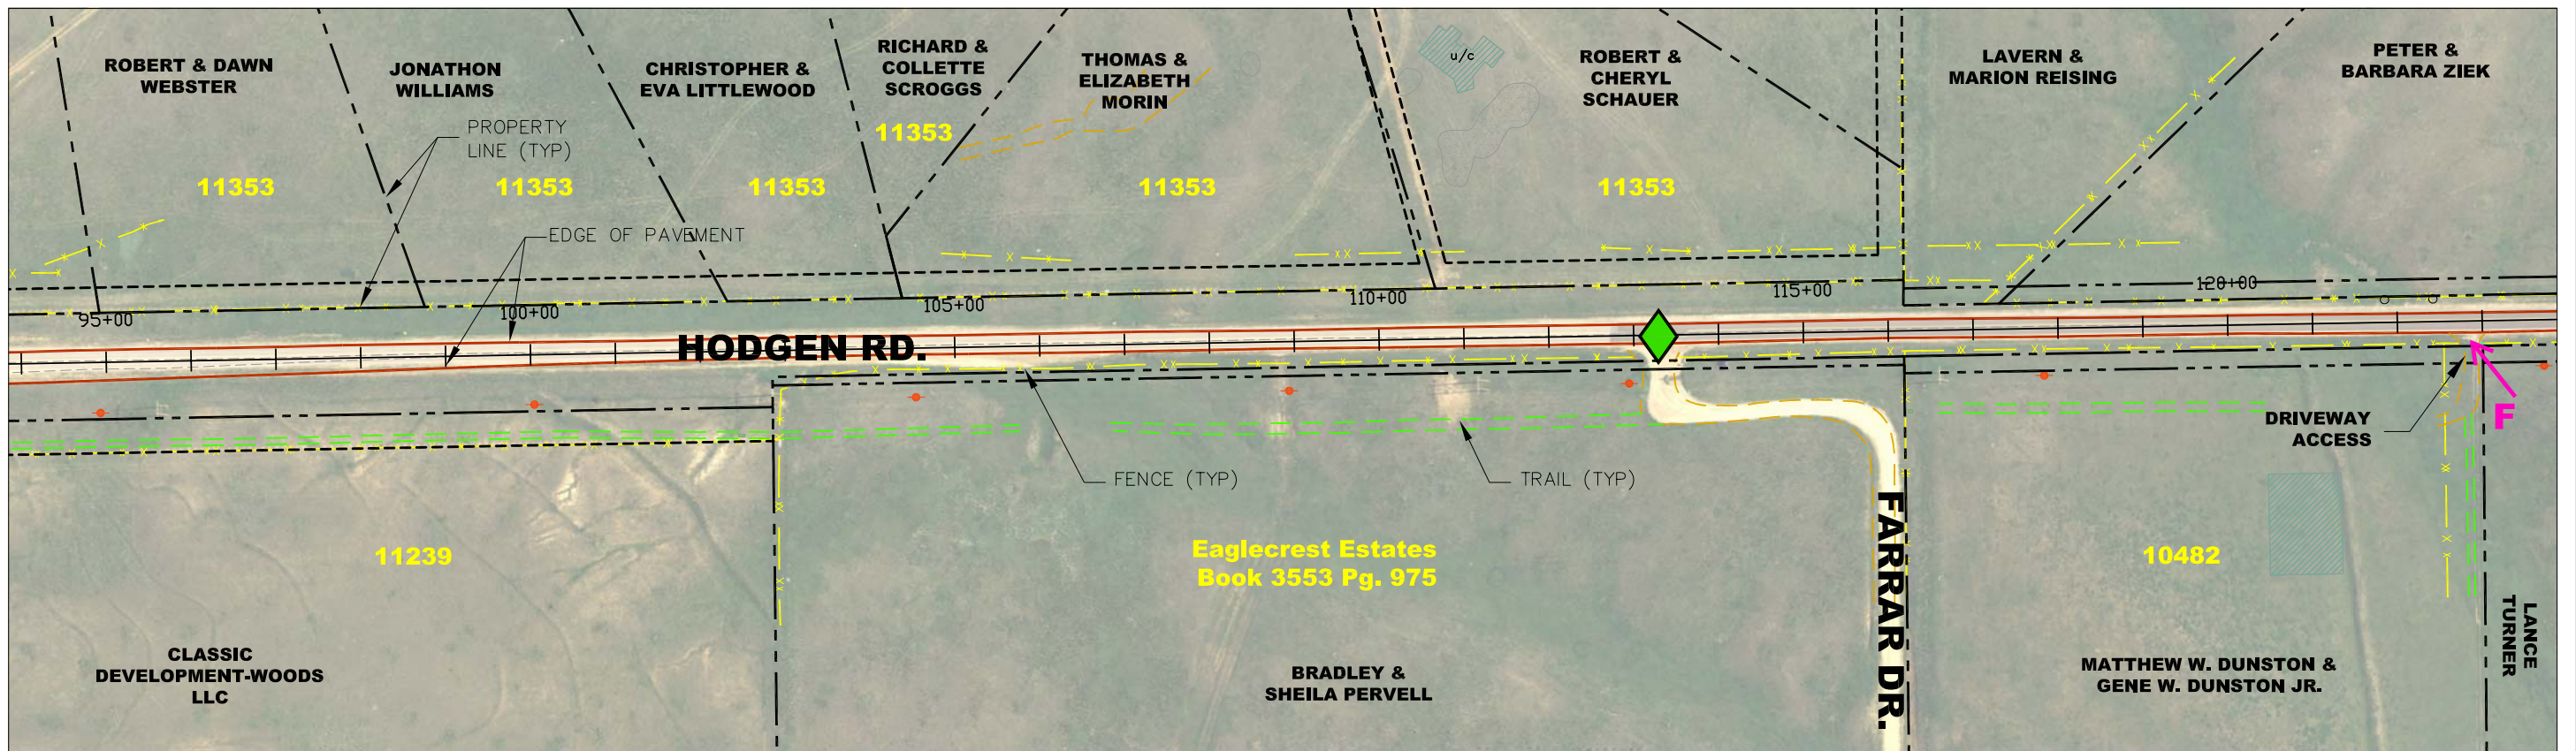 ROBERT & DAWN
WEBSTER
JONATHON
WILLIAMS
CHRISTOPHER &
EVA LITTLEWOOD
RICHARD &
COLLETTE
SCROGGS
THOMAS &
ELIZABETH
MORIN
u/c
ROBERT &
CHERYL
SCHAUER
LAVERN &
MARION REISING
PETER &
BARBARA ZIEK
PROPERTY
LINE (TYP)
11353
11353
11353
11353
11353
11353
EDGE OF PAVEMENT
95+00
100+00
105+00
110+00
115+00
120+00
HODGEN RD.
DRIVEWAY
ACCESS
F
FENCE (TYP)
TRAIL (TYP)
11239
Eaglecrest Estates
Book 3553 Pg. 975
10482
FARRAR DR.
CLASSIC
DEVELOPMENT-WOODS
LLC
BRADLEY &
SHEILA PERVELL
MATTHEW W. DUNSTON &
GENE W. DUNSTON JR.
LANCE
TURNER